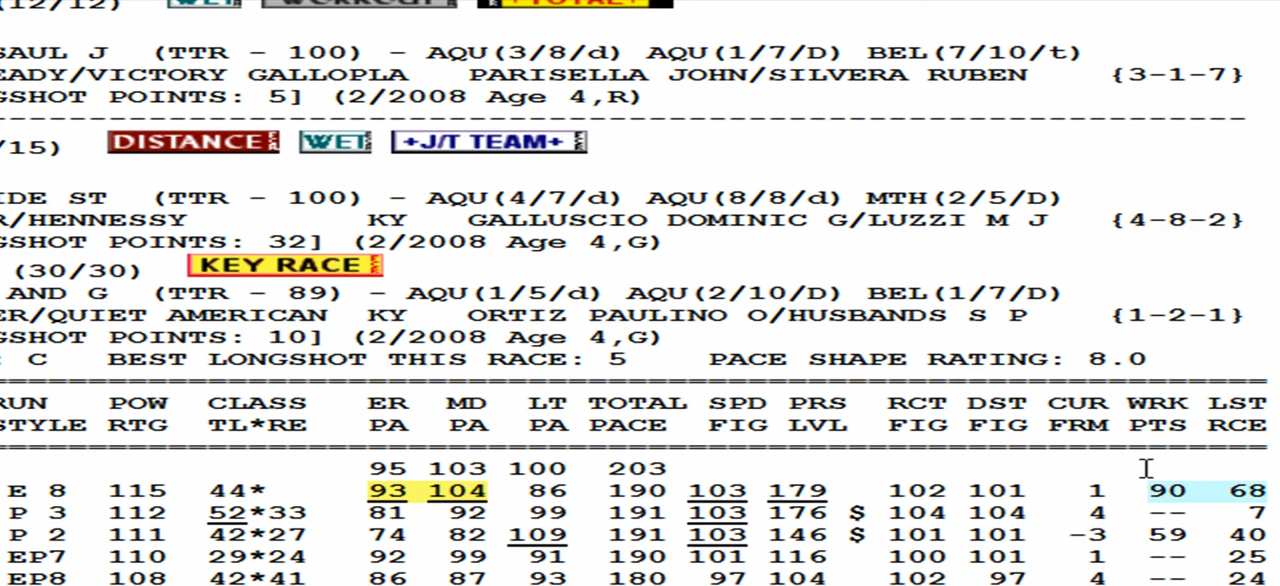 (12/12) WET WORKOUT +TOTAL+
SAUL J (TTR - 100) - AQU(3/8/d) AQU(1/7/D) BEL(7/10/t)
EADY/VICTORY GALLOPLA PARISELLA JOHN/SILVERA RUBEN {3-1-7}
GSHOT POINTS: 5] (2/2008 Age 4,R)
/15) DISTANCE WET +J/T TEAM+
IDE ST (TTR - 100) - AQU(4/7/d) AQU(8/8/d) MTH(2/5/D)
R/HENNESSY KY GALLUSCIO DOMINIC G/LUZZI M J {4-8-2}
GSHOT POINTS: 32] (2/2008 Age 4,G)
(30/30) KEY RACE
AND G (TTR - 89) - AQU(1/5/d) AQU(2/10/D) BEL(1/7/D)
ER/QUIET AMERICAN KY ORTIZ PAULINO O/HUSBANDS S P {1-2-1}
GSHOT POINTS: 10] (2/2008 Age 4,G)
: C BEST LONGSHOT THIS RACE: 5 PACE SHAPE RATING: 8.0
RUN POW CLASS ER MD LT TOTAL SPD PRS RCT DST CUR WRK LST
STYLE RTG TL*RE PA PA PA PACE FIG LVL FIG FIG FRM PTS RCE
95 103 100 203
E 8 115 44* 93 104 86 190 103 179 102 101 1 90 68
P 3 112 52*33 81 92 99 191 103 176 $ 104 104 4 -- 7
P 2 111 42*27 74 82 109 191 103 146 $ 101 101 -3 59 40
EP7 110 29*24 92 99 91 190 101 116 100 101 1 -- 25
EP8 108 42*41 86 87 93 180 97 104 102 97 4 -- 24